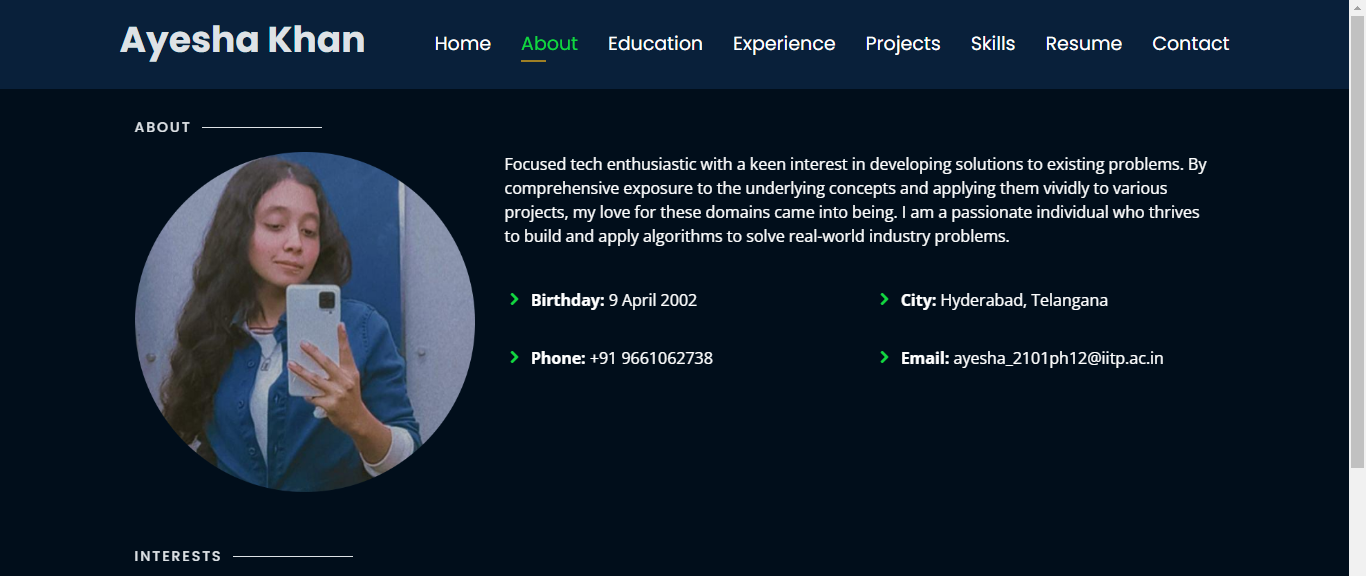 Ayesha Khan
Home About Education Experience Projects Skills Resume Contact
ABOUT
Focused tech enthusiastic with a keen interest in developing solutions to existing problems. By
comprehensive exposure to the underlying concepts and applying them vividly to various
projects, my love for these domains came into being. I am a passionate individual who thrives
to build and apply algorithms to solve real-world industry problems.
Birthday: 9 April 2002 City: Hyderabad, Telangana
Phone: +91 9661062738 Email: ayesha_2101ph12@iitp.ac.in
INTERESTS